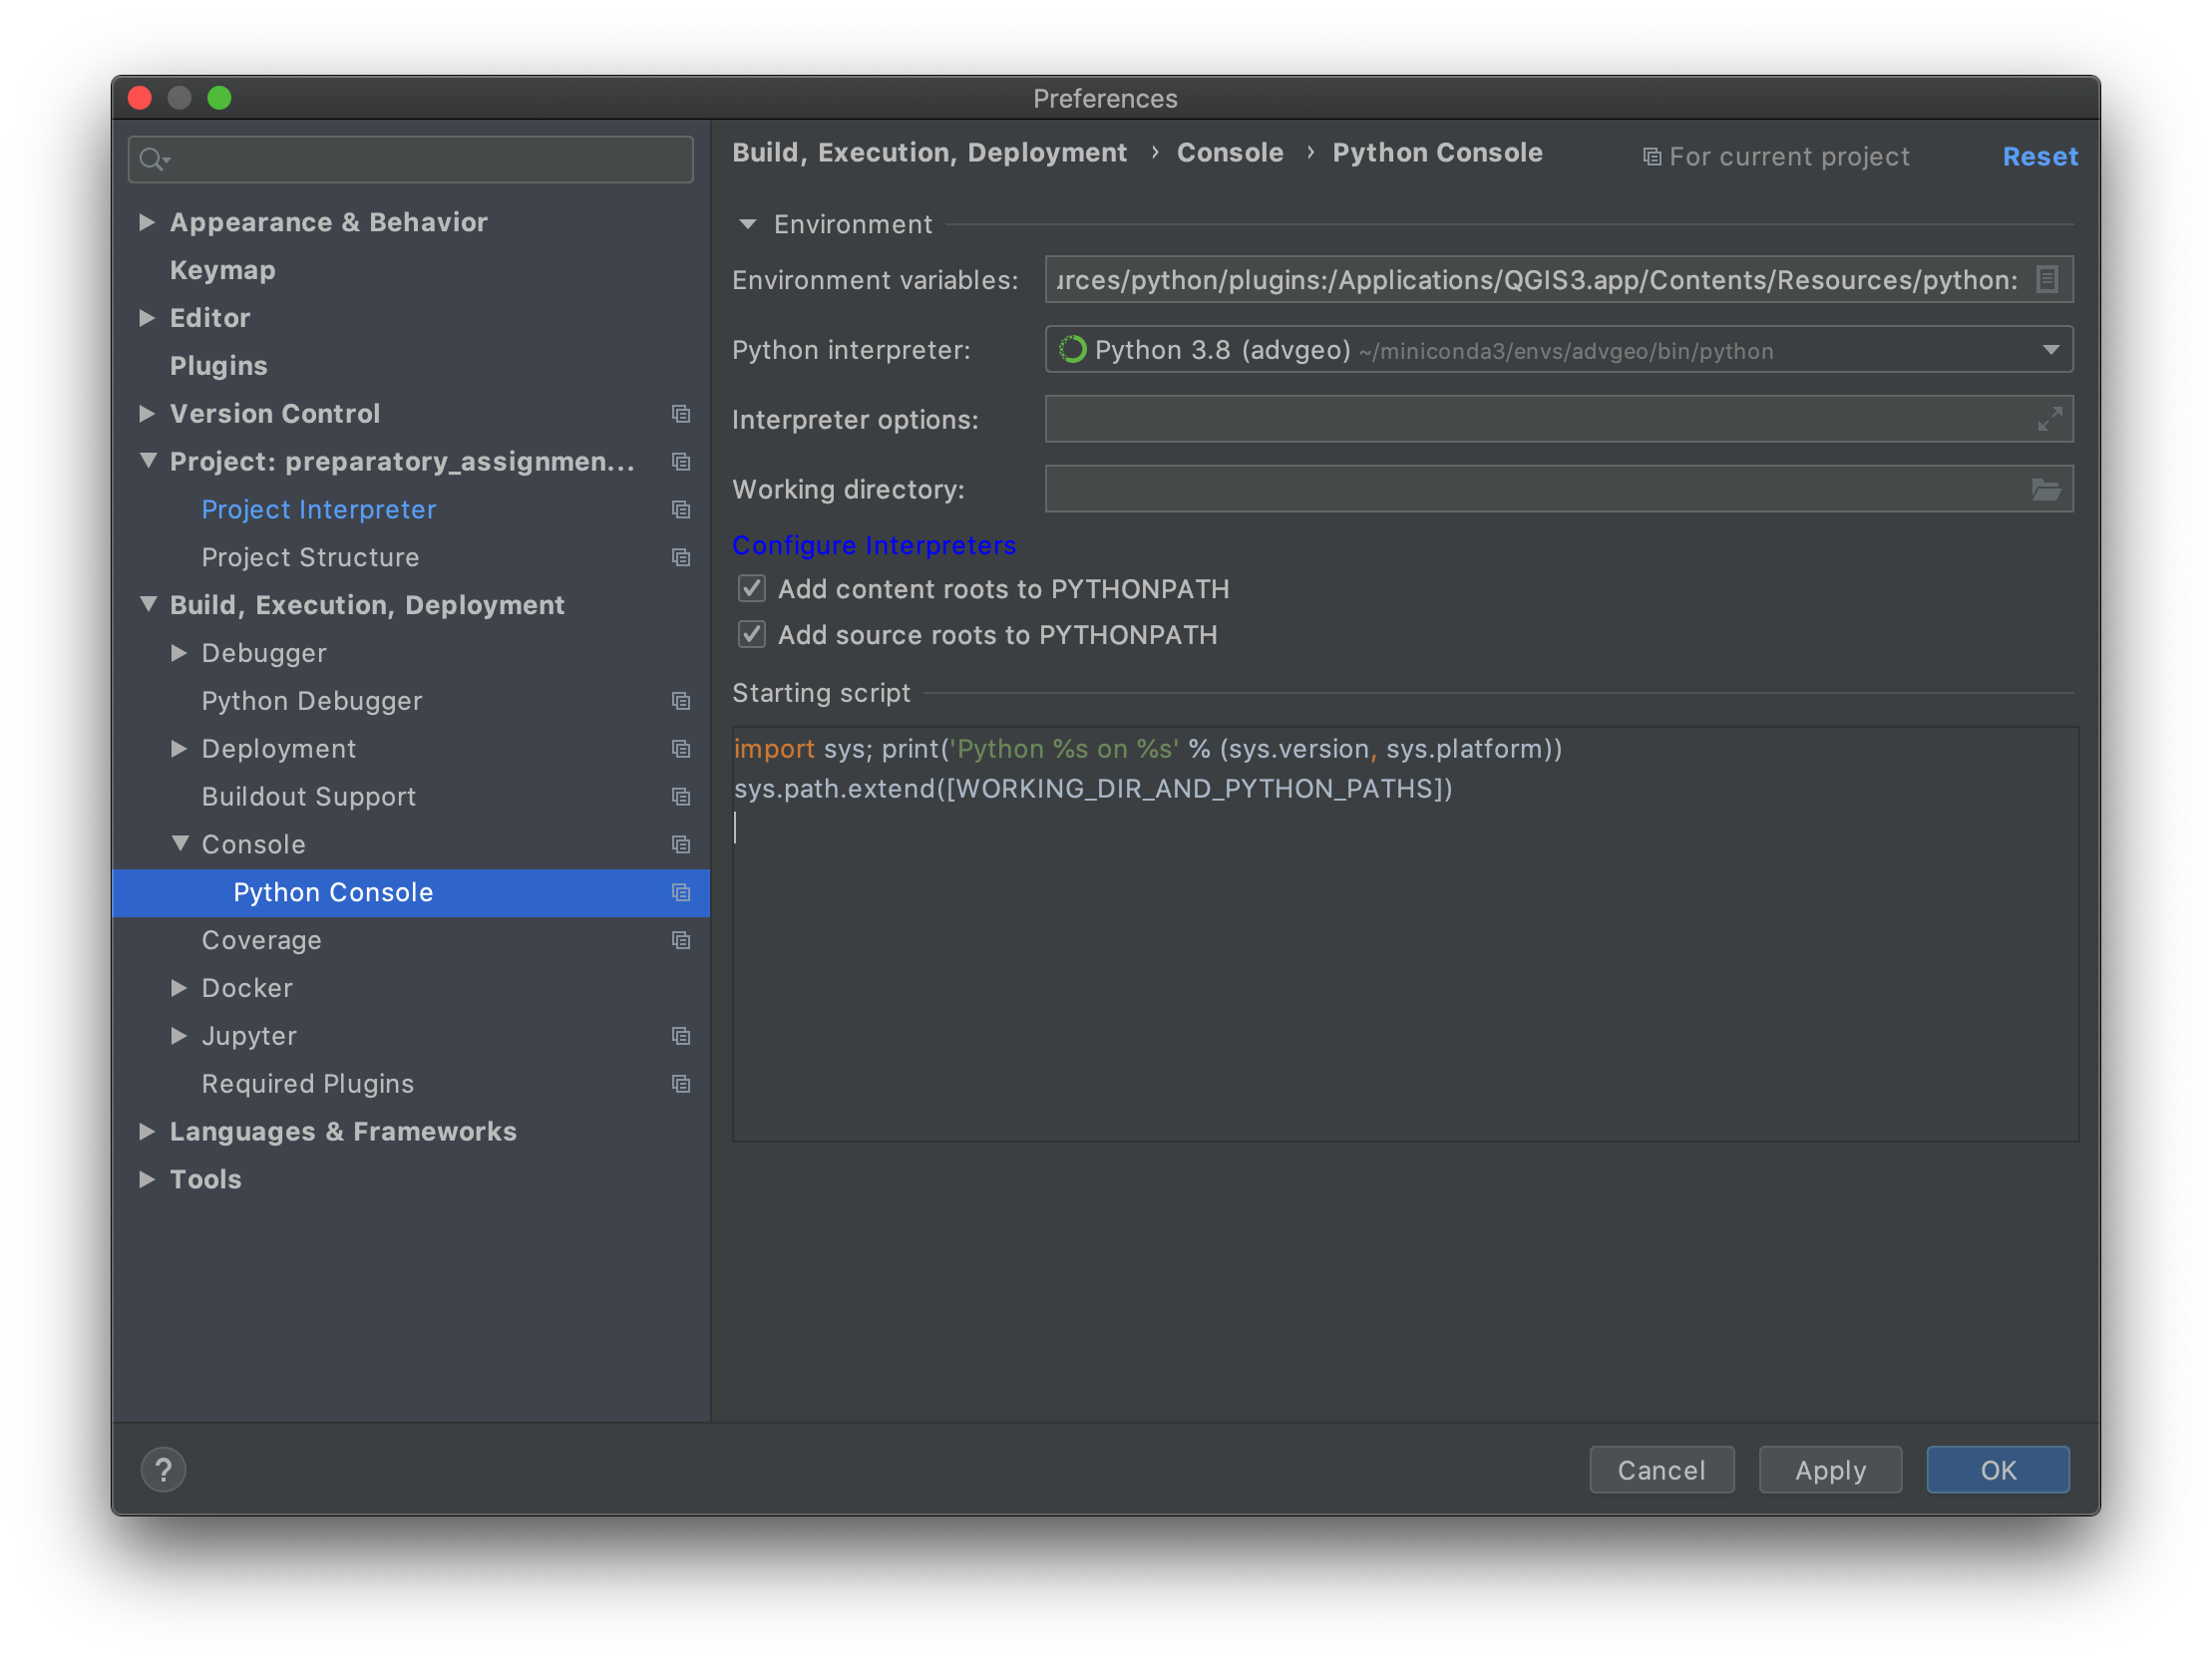 Preferences
Appearance & Behavior
Keymap
Editor
Plugins
Version Control
Project: preparatory_assignmen...
Project Interpreter
Project Structure
Build, Execution, Deployment
Debugger
Python Debugger
Deployment
Buildout Support
Console
Python Console
Coverage
Docker
Jupyter
Required Plugins
Languages & Frameworks
Tools
Build, Execution, Deployment › Console › Python Console For current project Reset
Environment
Environment variables: urces/python/plugins:/Applications/QGIS3.app/Contents/Resources/python:
Python interpreter: Python 3.8 (advgeo) ~/miniconda3/envs/advgeo/bin/python
Interpreter options:
Working directory:
Configure Interpreters
Add content roots to PYTHONPATH
Add source roots to PYTHONPATH
Starting script
import sys; print('Python %s on %s' % (sys.version, sys.platform))
sys.path.extend([WORKING_DIR_AND_PYTHON_PATHS])
? Cancel Apply OK